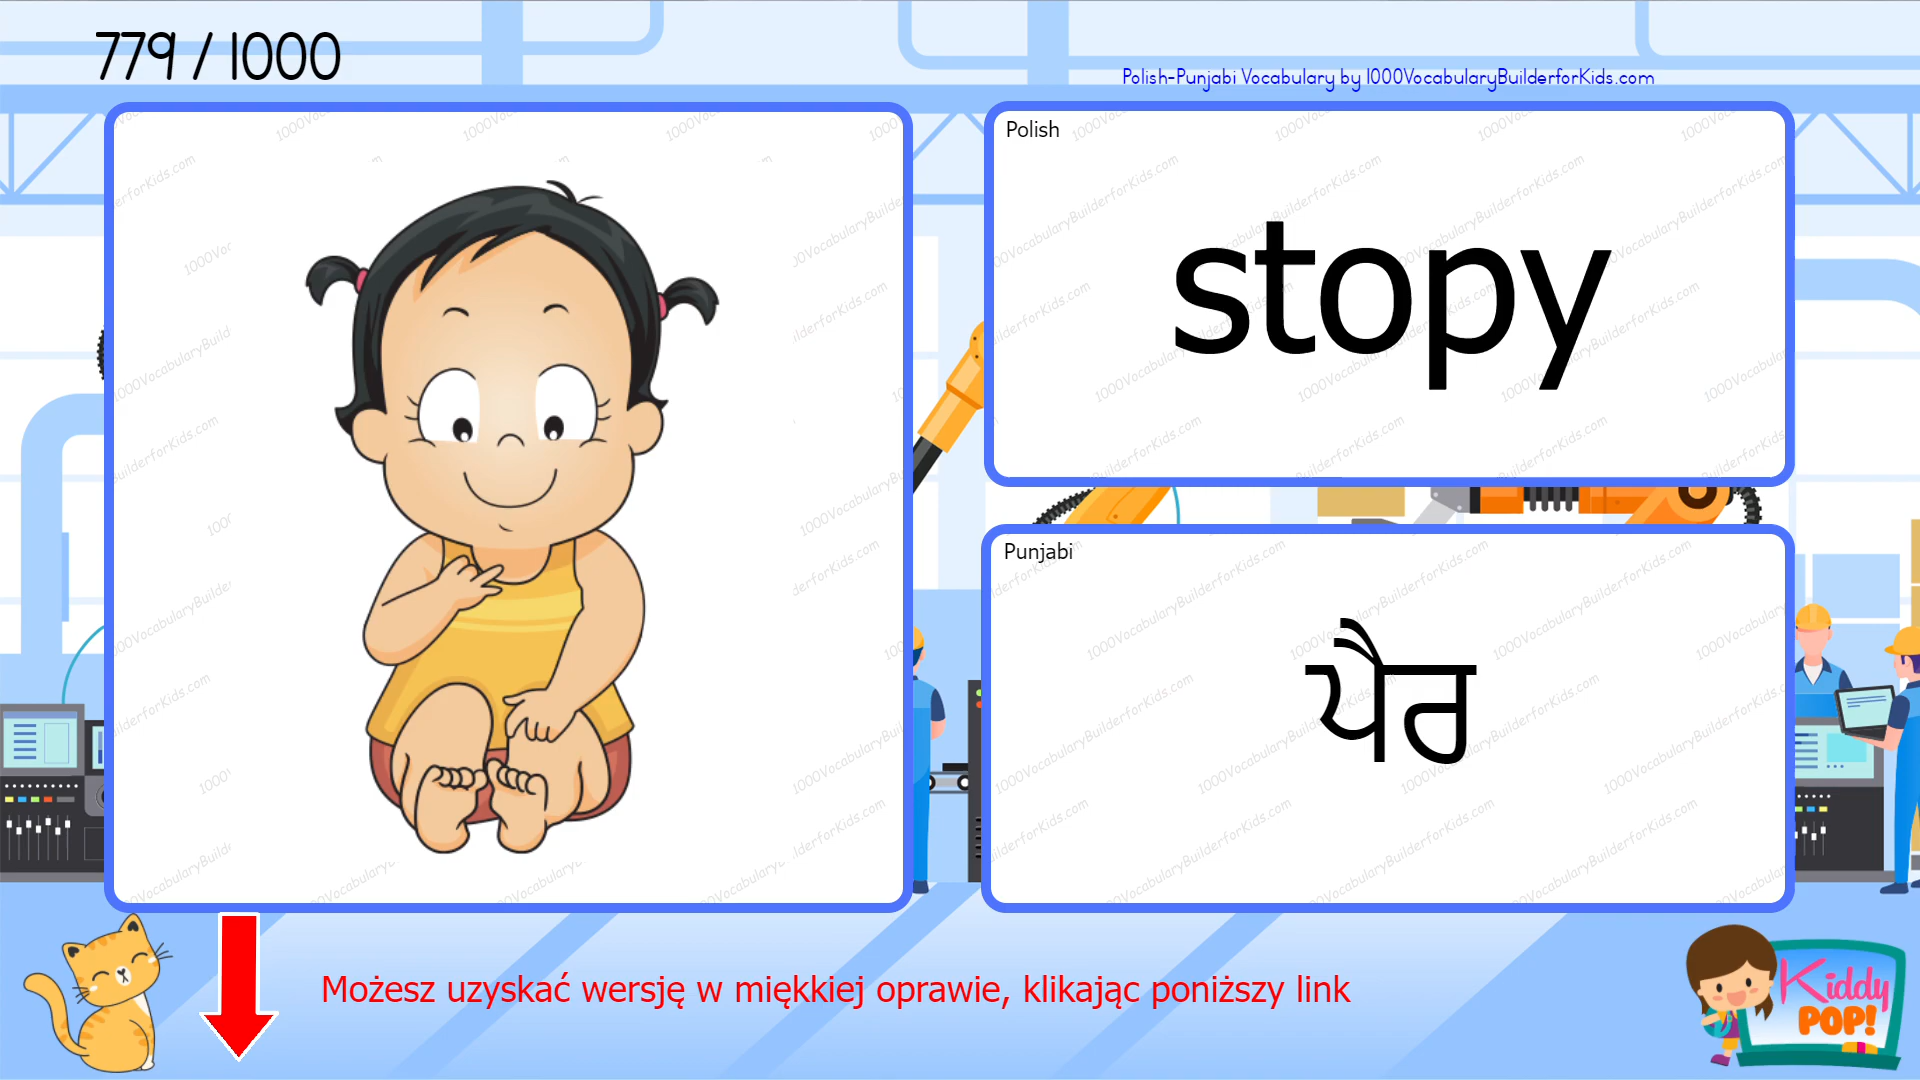 779 / 1000
Polish-Punjabi Vocabulary by 1000VocabularyBuilderforKids.com
Polish
stopy
Punjabi
ਪੈਰ
Możesz uzyskać wersję w miękkiej oprawie, klikając poniższy link
Kiddy
POP!